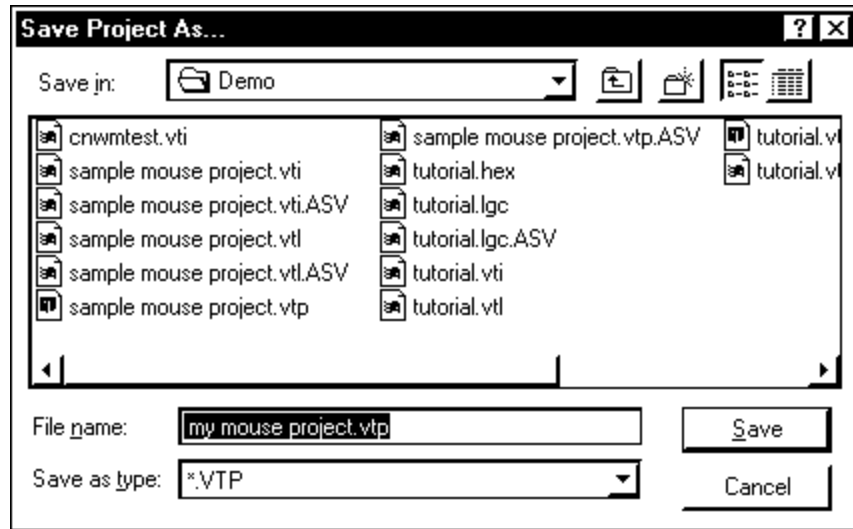 Save Project As...
Save in: Demo
cnwmtest.vti
sample mouse project.vti
sample mouse project.vti.ASV
sample mouse project.vtl
sample mouse project.vtl.ASV
sample mouse project.vtp
sample mouse project.vtp.ASV
tutorial.hex
tutorial.lgc
tutorial.lgc.ASV
tutorial.vti
tutorial.vtl
File name: my mouse project.vtp
Save
Save as type: *.VTP
Cancel